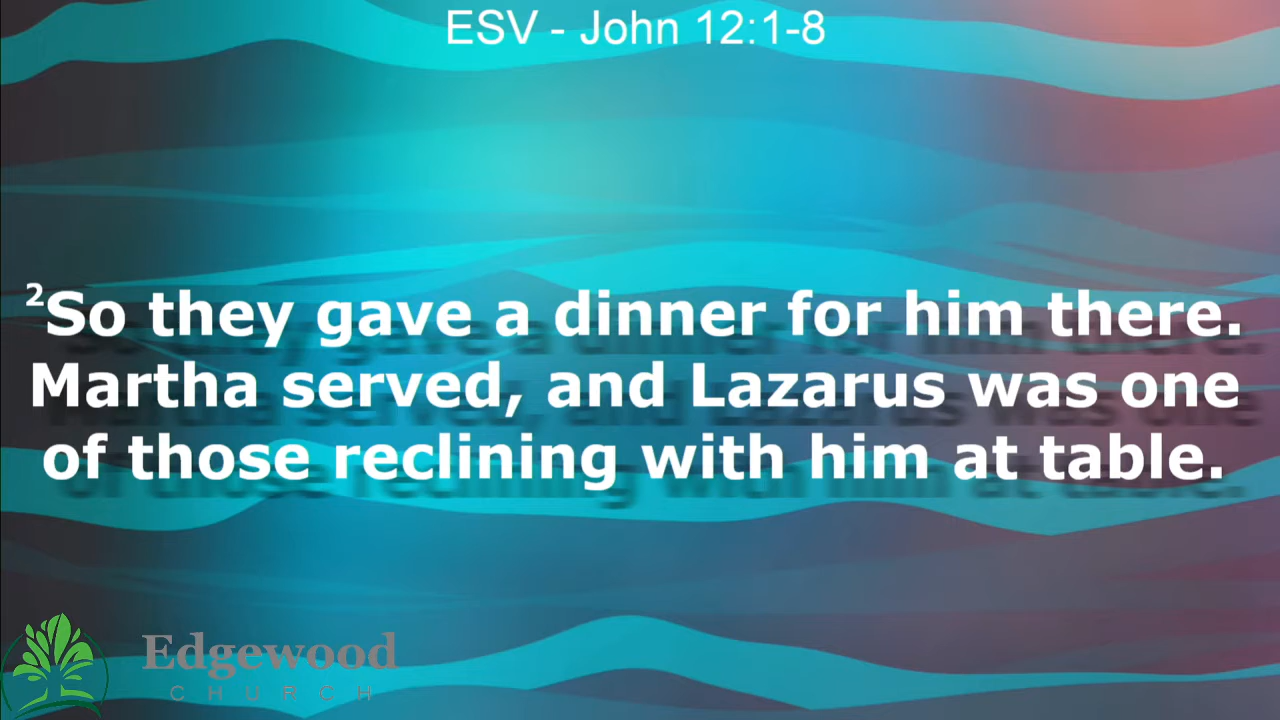 ESV - John 12:1-8
²So they gave a dinner for him there.
Martha served, and Lazarus was one
of those reclining with him at table.
Edgewood
CHURCH